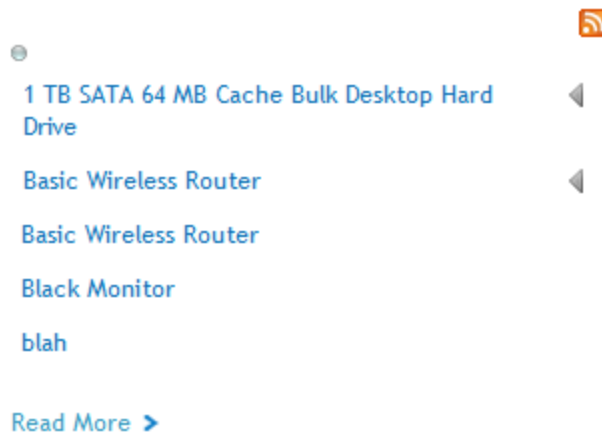 1 TB SATA 64 MB Cache Bulk Desktop Hard
Drive
Basic Wireless Router
Basic Wireless Router
Black Monitor
blah
Read More